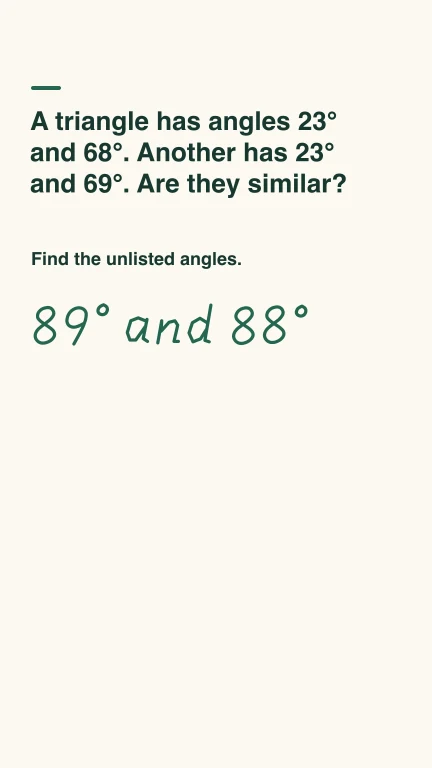 A triangle has angles 23°
and 68°. Another has 23°
and 69°. Are they similar?
Find the unlisted angles.
89° and 88°